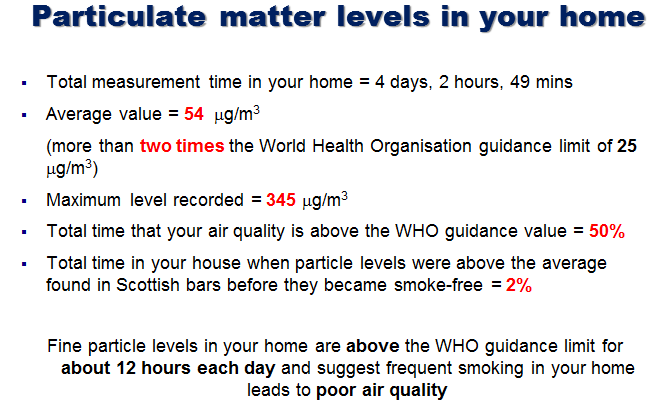 Particulate matter levels in your home
▪ Total measurement time in your home = 4 days, 2 hours, 49 mins
▪ Average value = 54 µg/m³
(more than two times the World Health Organisation guidance limit of 25
µg/m³)
▪ Maximum level recorded = 345 µg/m³
▪ Total time that your air quality is above the WHO guidance value = 50%
▪ Total time in your house when particle levels were above the average
found in Scottish bars before they became smoke-free = 2%
Fine particle levels in your home are above the WHO guidance limit for
about 12 hours each day and suggest frequent smoking in your home
leads to poor air quality